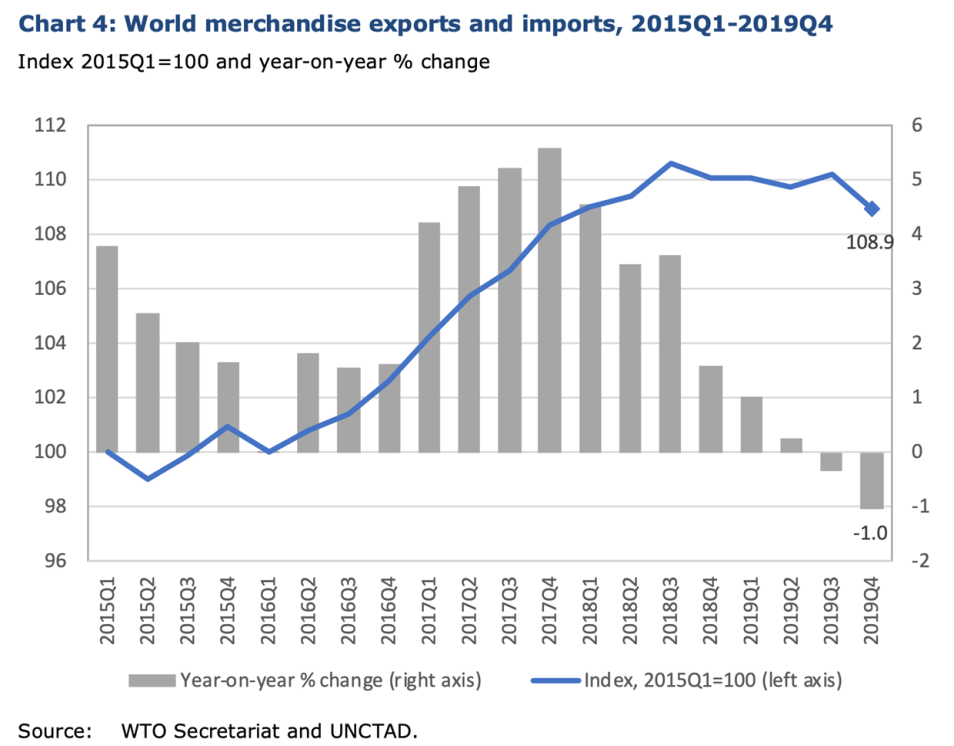 Chart 4: World merchandise exports and imports, 2015Q1-2019Q4
Index 2015Q1=100 and year-on-year % change
112
110
108
106
104
102
100
98
96
6
5
4
3
2
1
0
-1
-2
108.9
-1.0
2015Q1
2015Q2
2015Q3
2015Q4
2016Q1
2016Q2
2016Q3
2016Q4
2017Q1
2017Q2
2017Q3
2017Q4
2018Q1
2018Q2
2018Q3
2018Q4
2019Q1
2019Q2
2019Q3
2019Q4
Year-on-year % change (right axis)
Index, 2015Q1=100 (left axis)
Source: WTO Secretariat and UNCTAD.